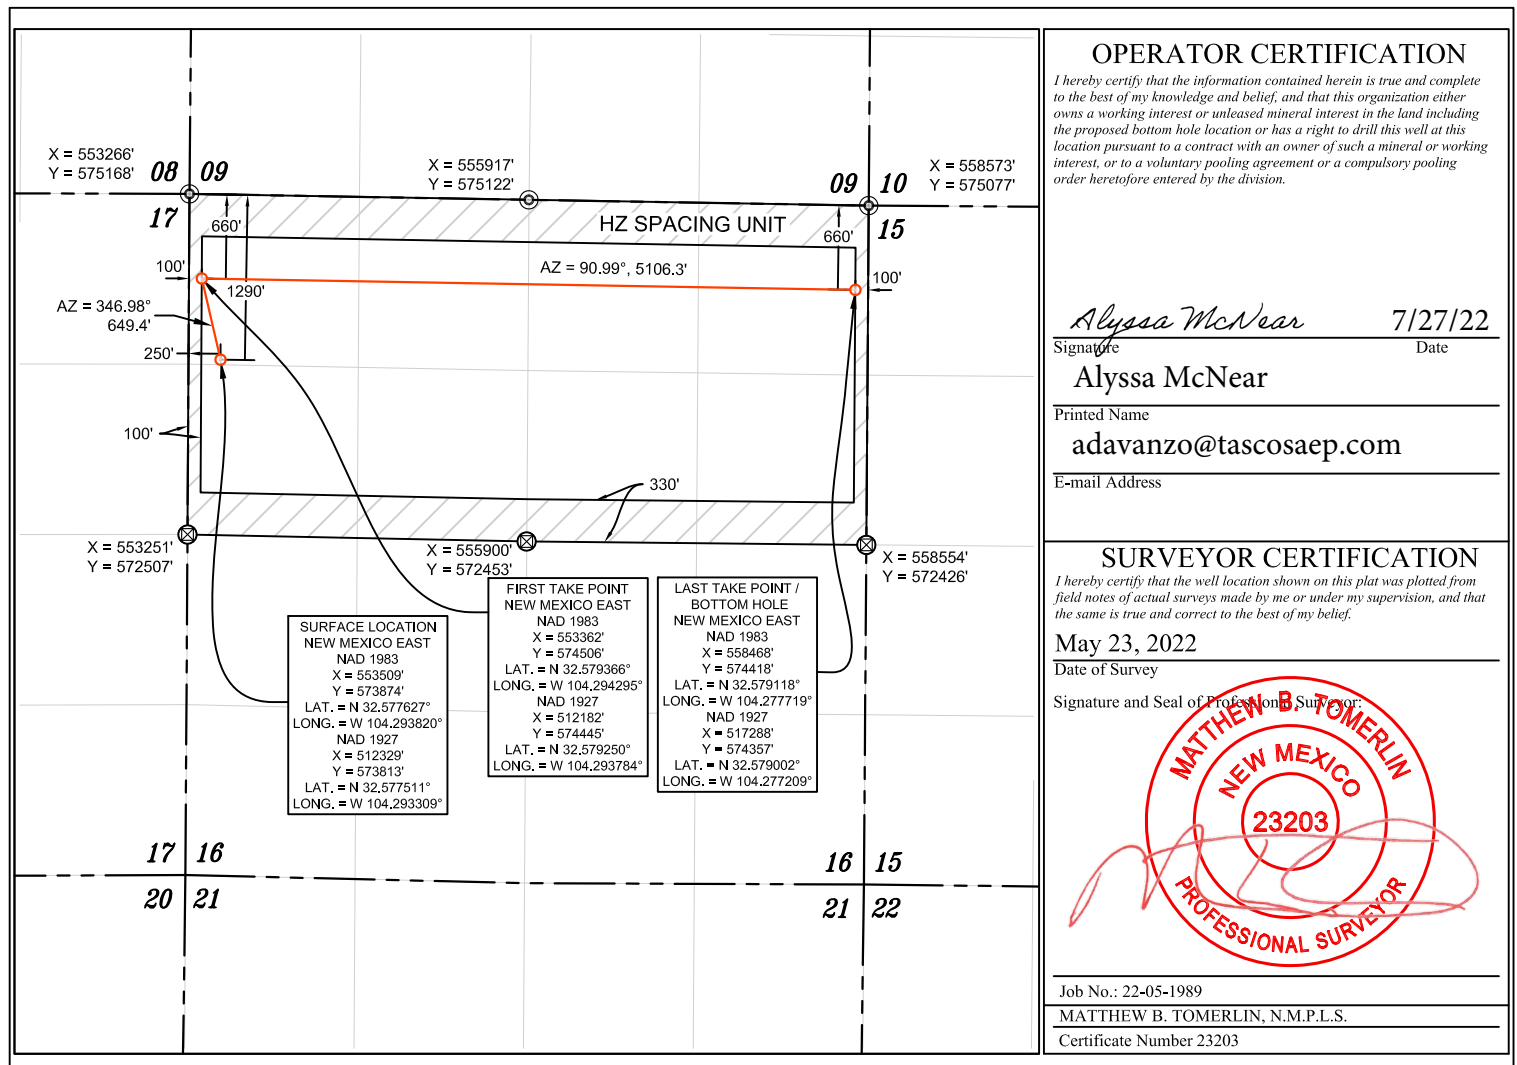 X = 553266'
Y = 575168'
08 09
17
X = 555917'
Y = 575122'
09 10
15
X = 558573'
Y = 575077'
HZ SPACING UNIT
660'
660'
100'
100'
1290'
AZ = 90.99°, 5106.3'
AZ = 346.98°
649.4'
250'
100'
330'
X = 553251'
Y = 572507'
X = 555900'
Y = 572453'
X = 558554'
Y = 572426'
SURFACE LOCATION
NEW MEXICO EAST
NAD 1983
X = 553509'
Y = 573874'
LAT. = N 32.577627°
LONG. = W 104.293820°
NAD 1927
X = 512329'
Y = 573813'
LAT. = N 32.577511°
LONG. = W 104.293309°
FIRST TAKE POINT
NEW MEXICO EAST
NAD 1983
X = 553362'
Y = 574506'
LAT. = N 32.579366°
LONG. = W 104.294295°
NAD 1927
X = 512182'
Y = 574445'
LAT. = N 32.579250°
LONG. = W 104.293784°
LAST TAKE POINT /
BOTTOM HOLE
NEW MEXICO EAST
NAD 1983
X = 558468'
Y = 574418'
LAT. = N 32.579118°
LONG. = W 104.277719°
NAD 1927
X = 517288'
Y = 574357'
LAT. = N 32.579002°
LONG. = W 104.277209°
17 16
20 21
16 15
21 22
OPERATOR CERTIFICATION
I hereby certify that the information contained herein is true and complete
to the best of my knowledge and belief, and that this organization either
owns a working interest or unleased mineral interest in the land including
the proposed bottom hole location or has a right to drill this well at this
location pursuant to a contract with an owner of such a mineral or working
interest, or to a voluntary pooling agreement or a compulsory pooling
order heretofore entered by the division.
Alyssa McNear 7/27/22
Signature Date
Alyssa McNear
Printed Name
adavanzo@tascosaep.com
E-mail Address
SURVEYOR CERTIFICATION
I hereby certify that the well location shown on this plat was plotted from
field notes of actual surveys made by me or under my supervision, and that
the same is true and correct to the best of my belief.
May 23, 2022
Date of Survey
Signature and Seal of Professional Surveyor:
MATTHEW B. TOMERLIN
NEW MEXICO
23203
PROFESSIONAL SURVEYOR
Job No.: 22-05-1989
MATTHEW B. TOMERLIN, N.M.P.L.S.
Certificate Number 23203